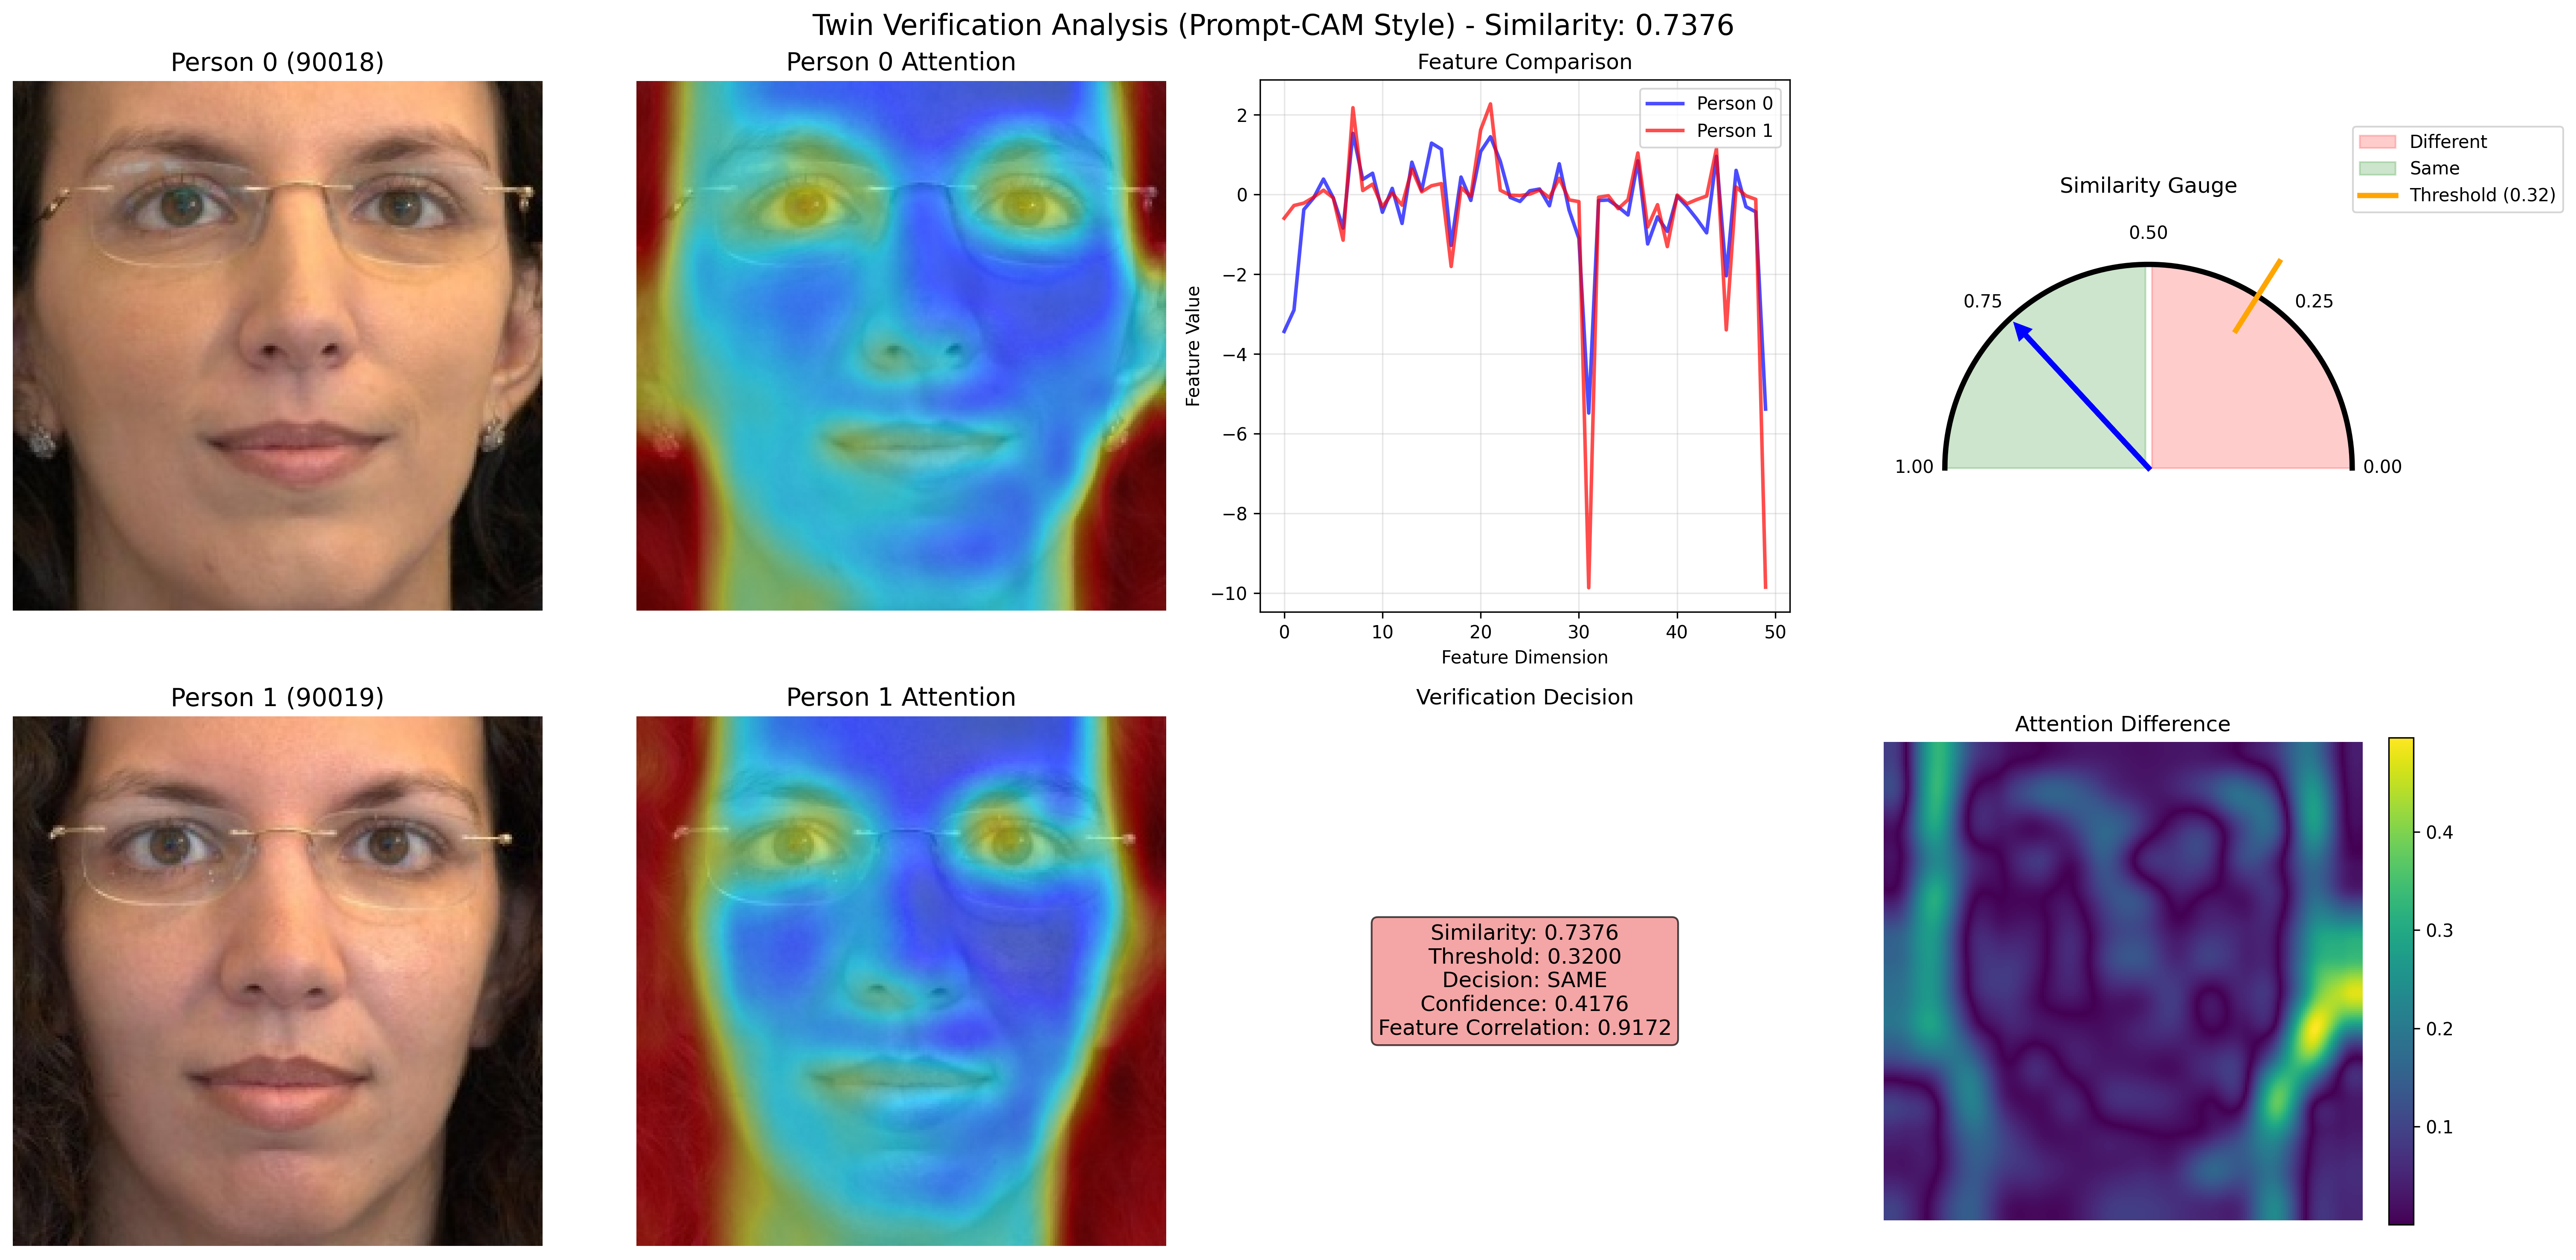 Twin Verification Analysis (Prompt-CAM Style) - Similarity: 0.7376
Person 0 (90018)
Person 0 Attention
Feature Comparison
Person 0
Person 1
2
0
−2
−4
−6
−8
−10
Feature Value
0 10 20 30 40 50
Feature Dimension
Different
Same
Threshold (0.32)
Similarity Gauge
0.50
0.75
0.25
1.00
0.00
Person 1 (90019)
Person 1 Attention
Verification Decision
Similarity: 0.7376
Threshold: 0.3200
Decision: SAME
Confidence: 0.4176
Feature Correlation: 0.9172
Attention Difference
0.4
0.3
0.2
0.1